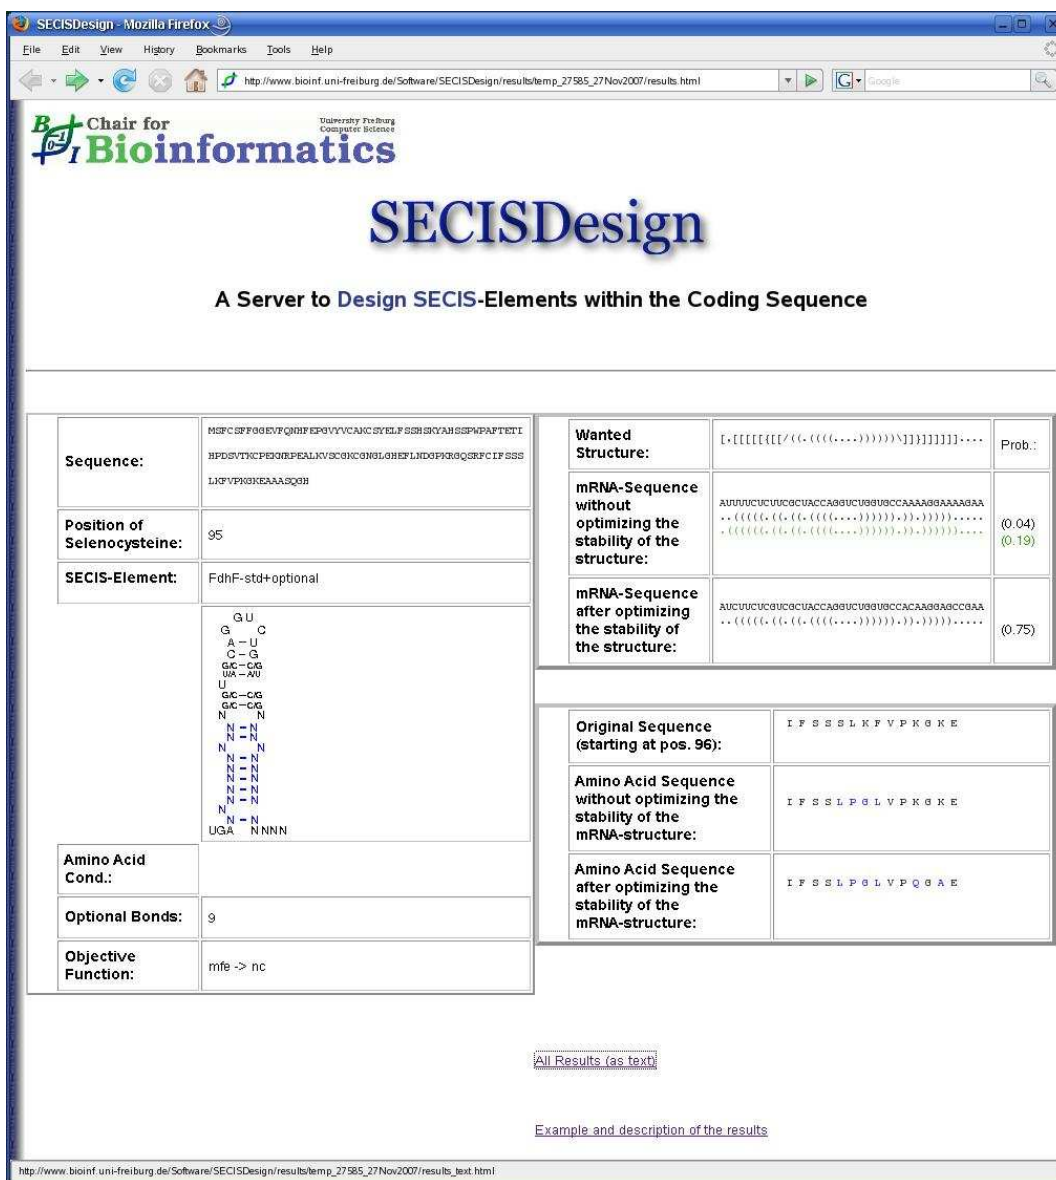 SECISDesign - Mozilla Firefox
File Edit View History Bookmarks Tools Help
http://www.bioinf.uni-freiburg.de/Software/SECISDesign/results/temp_27585_27Nov2007/results.html
G Google
Chair for
University Freiburg
Computer Science
Bioinformatics
SECISDesign
A Server to Design SECIS-Elements within the Coding Sequence
Sequence:
MSFCSFFGGEVFQNHFEPGVYVCAKCSYELFSSHSKYAHSSPWPAFTETI
HPDSVTKCPEKNRPEALKVSCGKCGNGLGHEFLNDGPKRGQSRFCIFSSS
LKFVPKGKEAAASQGH
Position of
Selenocysteine:
95
SECIS-Element:
FdhF-std+optional
G U
G C
A – U
C – G
G/C – C/G
U/A – A/U
U
G/C – C/G
G/C – C/G
N N
N – N
N – N
N N
N – N
N – N
N – N
N – N
N – N
N
N – N
UGA NNNN
Amino Acid
Cond.:
Optional Bonds:
9
Objective
Function:
mfe -> nc
Wanted
Structure:
[.[[[[[{[[/((.((((....))))))\]]}]]]]]]....
Prob.:
mRNA-Sequence
without
optimizing the
stability of the
structure:
AUUUUCUCUUCGCUACCAGGUCUGGUGCCAAAAGGAAAAGAA
..(((((.((.((.((((....)))))).)).))))).....
.((((((.((.((.((((....)))))).)).))))))....
(0.04)
(0.19)
mRNA-Sequence
after optimizing
the stability of
the structure:
AUCUUCUCGUCGCUACCAGGUCUGGUGCCACAAGGAGCCGAA
..(((((.((.((.((((....)))))).)).))))).....
(0.75)
Original Sequence
(starting at pos. 96):
I F S S S L K F V P K G K E
Amino Acid Sequence
without optimizing the
stability of the
mRNA-structure:
I F S S L P G L V P K G K E
Amino Acid Sequence
after optimizing the
stability of the
mRNA-structure:
I F S S L P G L V P Q G A E
All Results (as text)
Example and description of the results
http://www.bioinf.uni-freiburg.de/Software/SECISDesign/results/temp_27585_27Nov2007/results_text.html